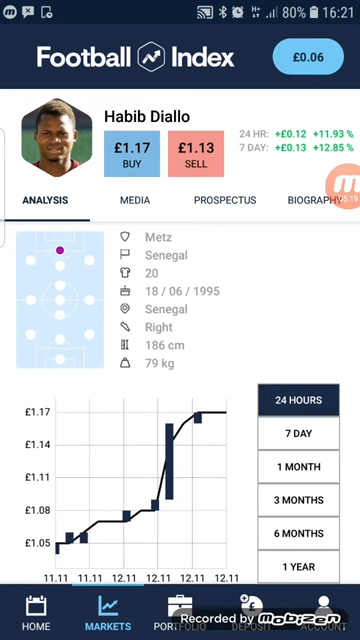 80% 16:21
Football Index
£0.06
Habib Diallo
£1.17
BUY
£1.13
SELL
24 HR: +£0.12 +11.93 %
7 DAY: +£0.13 +12.85 %
05:19
ANALYSIS MEDIA PROSPECTUS BIOGRAPHY
Metz
Senegal
20
18 / 06 / 1995
Senegal
Right
186 cm
79 kg
£1.17
£1.14
£1.11
£1.08
£1.05
11.11 11.11 12.11 12.11 12.11 12.11
24 HOURS
7 DAY
1 MONTH
3 MONTHS
6 MONTHS
1 YEAR
HOME MARKETS PORTFOLIO DEPOSIT ACCOUNT
Recorded by mobizen